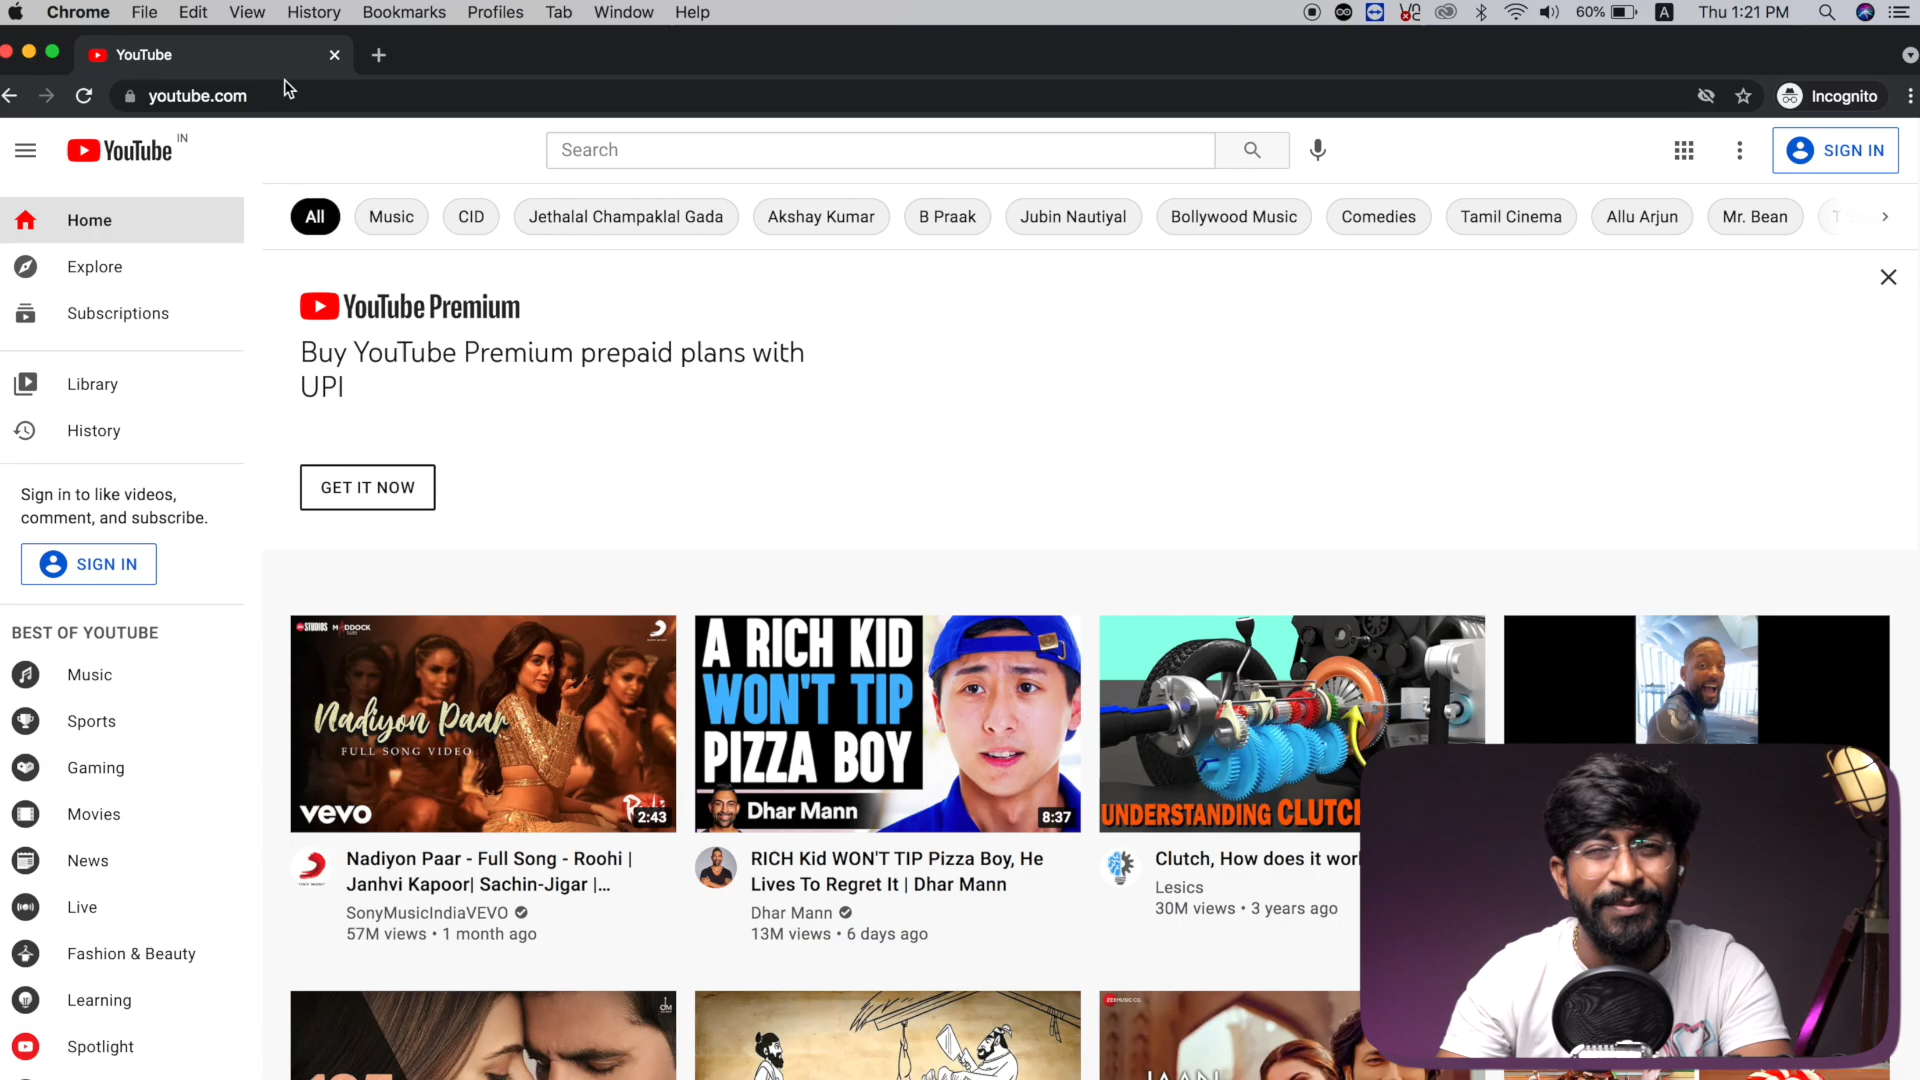 Chrome File Edit View History Bookmarks Profiles Tab Window Help 60% A Thu 1:21 PM
YouTube
youtube.com Incognito
YouTube IN Search SIGN IN
Home
Explore
Subscriptions
Library
History
Sign in to like videos,
comment, and subscribe.
SIGN IN
BEST OF YOUTUBE
Music
Sports
Gaming
Movies
News
Live
Fashion & Beauty
Learning
Spotlight
All Music CID Jethalal Champaklal Gada Akshay Kumar B Praak Jubin Nautiyal Bollywood Music Comedies Tamil Cinema Allu Arjun Mr. Bean
YouTube Premium
Buy YouTube Premium prepaid plans with
UPI
GET IT NOW
STUDIOS MADDOCK
Nadiyon Paar
FULL SONG VIDEO
vevo
2:43
Nadiyon Paar - Full Song - Roohi |
Janhvi Kapoor| Sachin-Jigar |...
SonyMusicIndiaVEVO
57M views • 1 month ago
A RICH KID
WON'T TIP
PIZZA BOY
Dhar Mann
8:37
RICH Kid WON'T TIP Pizza Boy, He
Lives To Regret It | Dhar Mann
Dhar Mann
13M views • 6 days ago
UNDERSTANDING CLUTC
Clutch, How does it wor
Lesics
30M views • 3 years ago
ZEE MUSIC CO.